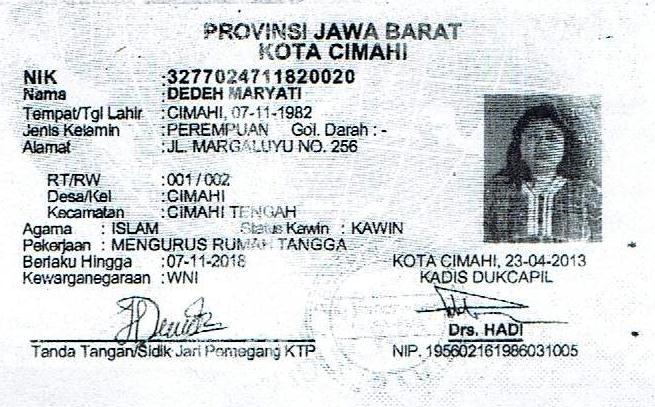 PROVINSI JAWA BARAT
KOTA CIMAHI
NIK :3277024711820020
Nama :DEDEH MARYATI
Tempat/Tgl Lahir :CIMAHI, 07-11-1982
Jenis Kelamin :PEREMPUAN Gol. Darah : -
Alamat :JL. MARGALUYU NO. 256
RT/RW :001 / 002
Desa/Kel :CIMAHI
Kecamatan :CIMAHI TENGAH
Agama : ISLAM Status Kawin : KAWIN
Pekerjaan : MENGURUS RUMAH TANGGA
Berlaku Hingga :07-11-2018
Kewarganegaraan :WNI
KOTA CIMAHI, 23-04-2013
KADIS DUKCAPIL
Drs. HADI
Tanda Tangan/Sidik Jari Pemegang KTP
NIP. 195602161986031005